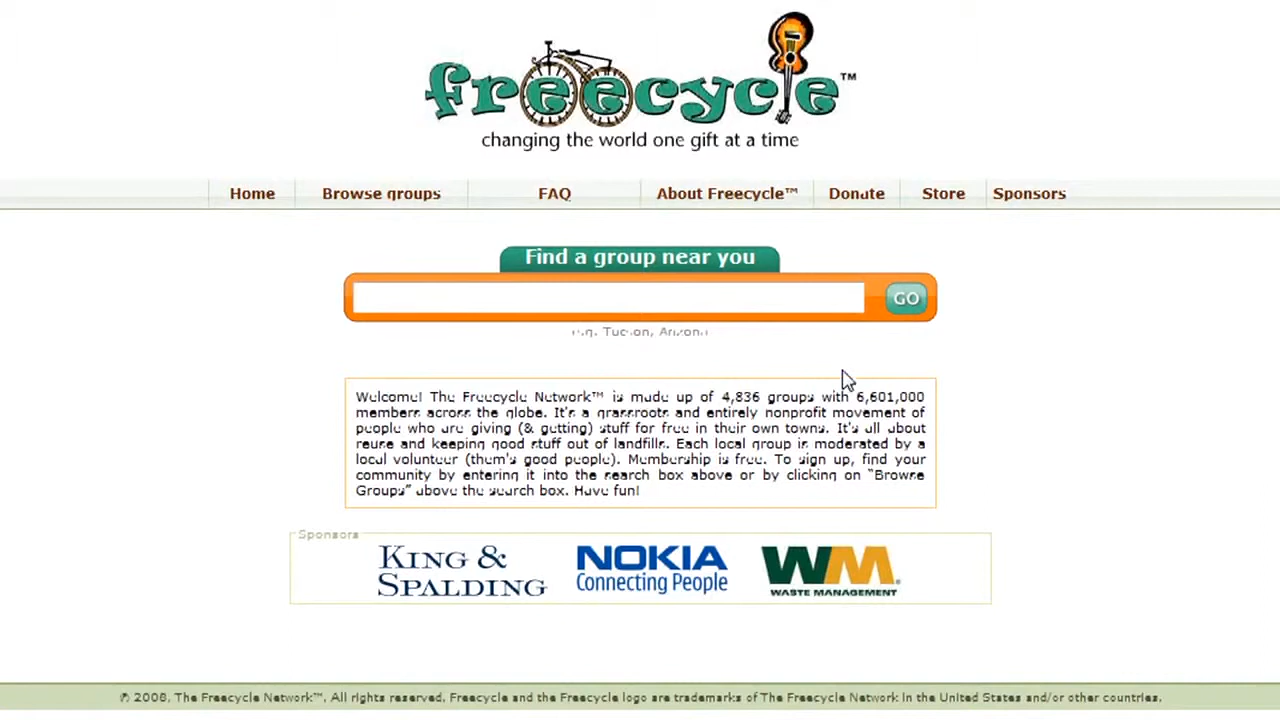 freecycle™
changing the world one gift at a time
Home Browse groups FAQ About Freecycle™ Donate Store Sponsors
Find a group near you
GO
e.g. Tucson, Arizona
Welcome! The Freecycle Network™ is made up of 4,836 groups with 6,601,000
members across the globe. It's a grassroots and entirely nonprofit movement of
people who are giving (& getting) stuff for free in their own towns. It's all about
reuse and keeping good stuff out of landfills. Each local group is moderated by a
local volunteer (them's good people). Membership is free. To sign up, find your
community by entering it into the search box above or by clicking on “Browse
Groups” above the search box. Have fun!
Sponsors
KING &
SPALDING
NOKIA
Connecting People
WM
WASTE MANAGEMENT
© 2008, The Freecycle Network™. All rights reserved. Freecycle and the Freecycle logo are trademarks of The Freecycle Network in the United States and/or other countries.